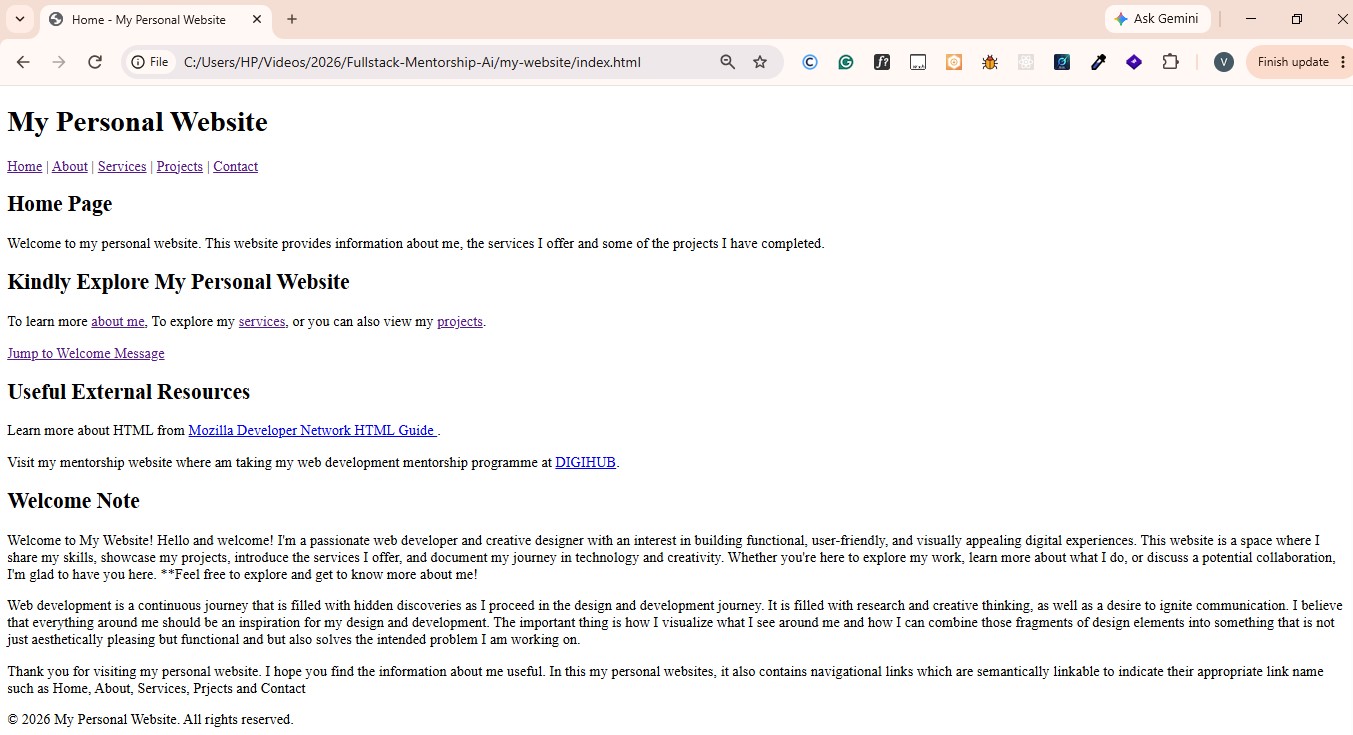 Home - My Personal Website
Ask Gemini
File
C:/Users/HP/Videos/2026/Fullstack-Mentorship-Ai/my-website/index.html
V
Finish update
My Personal Website
Home | About | Services | Projects | Contact
Home Page
Welcome to my personal website. This website provides information about me, the services I offer and some of the projects I have completed.
Kindly Explore My Personal Website
To learn more about me, To explore my services, or you can also view my projects.
Jump to Welcome Message
Useful External Resources
Learn more about HTML from Mozilla Developer Network HTML Guide .
Visit my mentorship website where am taking my web development mentorship programme at DIGIHUB.
Welcome Note
Welcome to My Website! Hello and welcome! I'm a passionate web developer and creative designer with an interest in building functional, user-friendly, and visually appealing digital experiences. This website is a space where I
share my skills, showcase my projects, introduce the services I offer, and document my journey in technology and creativity. Whether you're here to explore my work, learn more about what I do, or discuss a potential collaboration,
I'm glad to have you here. **Feel free to explore and get to know more about me!
Web development is a continuous journey that is filled with hidden discoveries as I proceed in the design and development journey. It is filled with research and creative thinking, as well as a desire to ignite communication. I believe
that everything around me should be an inspiration for my design and development. The important thing is how I visualize what I see around me and how I can combine those fragments of design elements into something that is not
just aesthetically pleasing but functional and but also solves the intended problem I am working on.
Thank you for visiting my personal website. I hope you find the information about me useful. In this my personal websites, it also contains navigational links which are semantically linkable to indicate their appropriate link name
such as Home, About, Services, Prjects and Contact
© 2026 My Personal Website. All rights reserved.